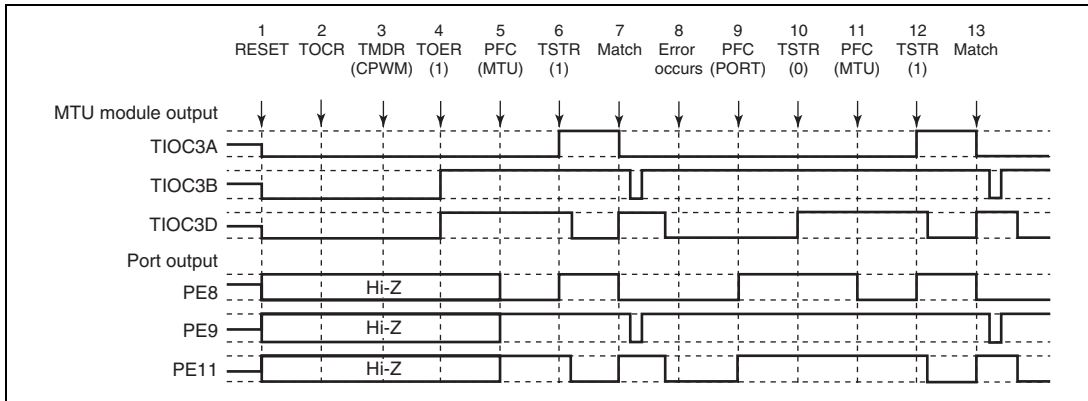 1 2 3 4 5 6 7 8 9 10 11 12 13
RESET TOCR TMDR TOER PFC TSTR Match Error PFC TSTR PFC TSTR Match
(CPWM) (1) (MTU) (1) occurs (PORT) (0) (MTU) (1)
MTU module output
TIOC3A
TIOC3B
TIOC3D
Port output
PE8 Hi-Z
PE9 Hi-Z
PE11 Hi-Z